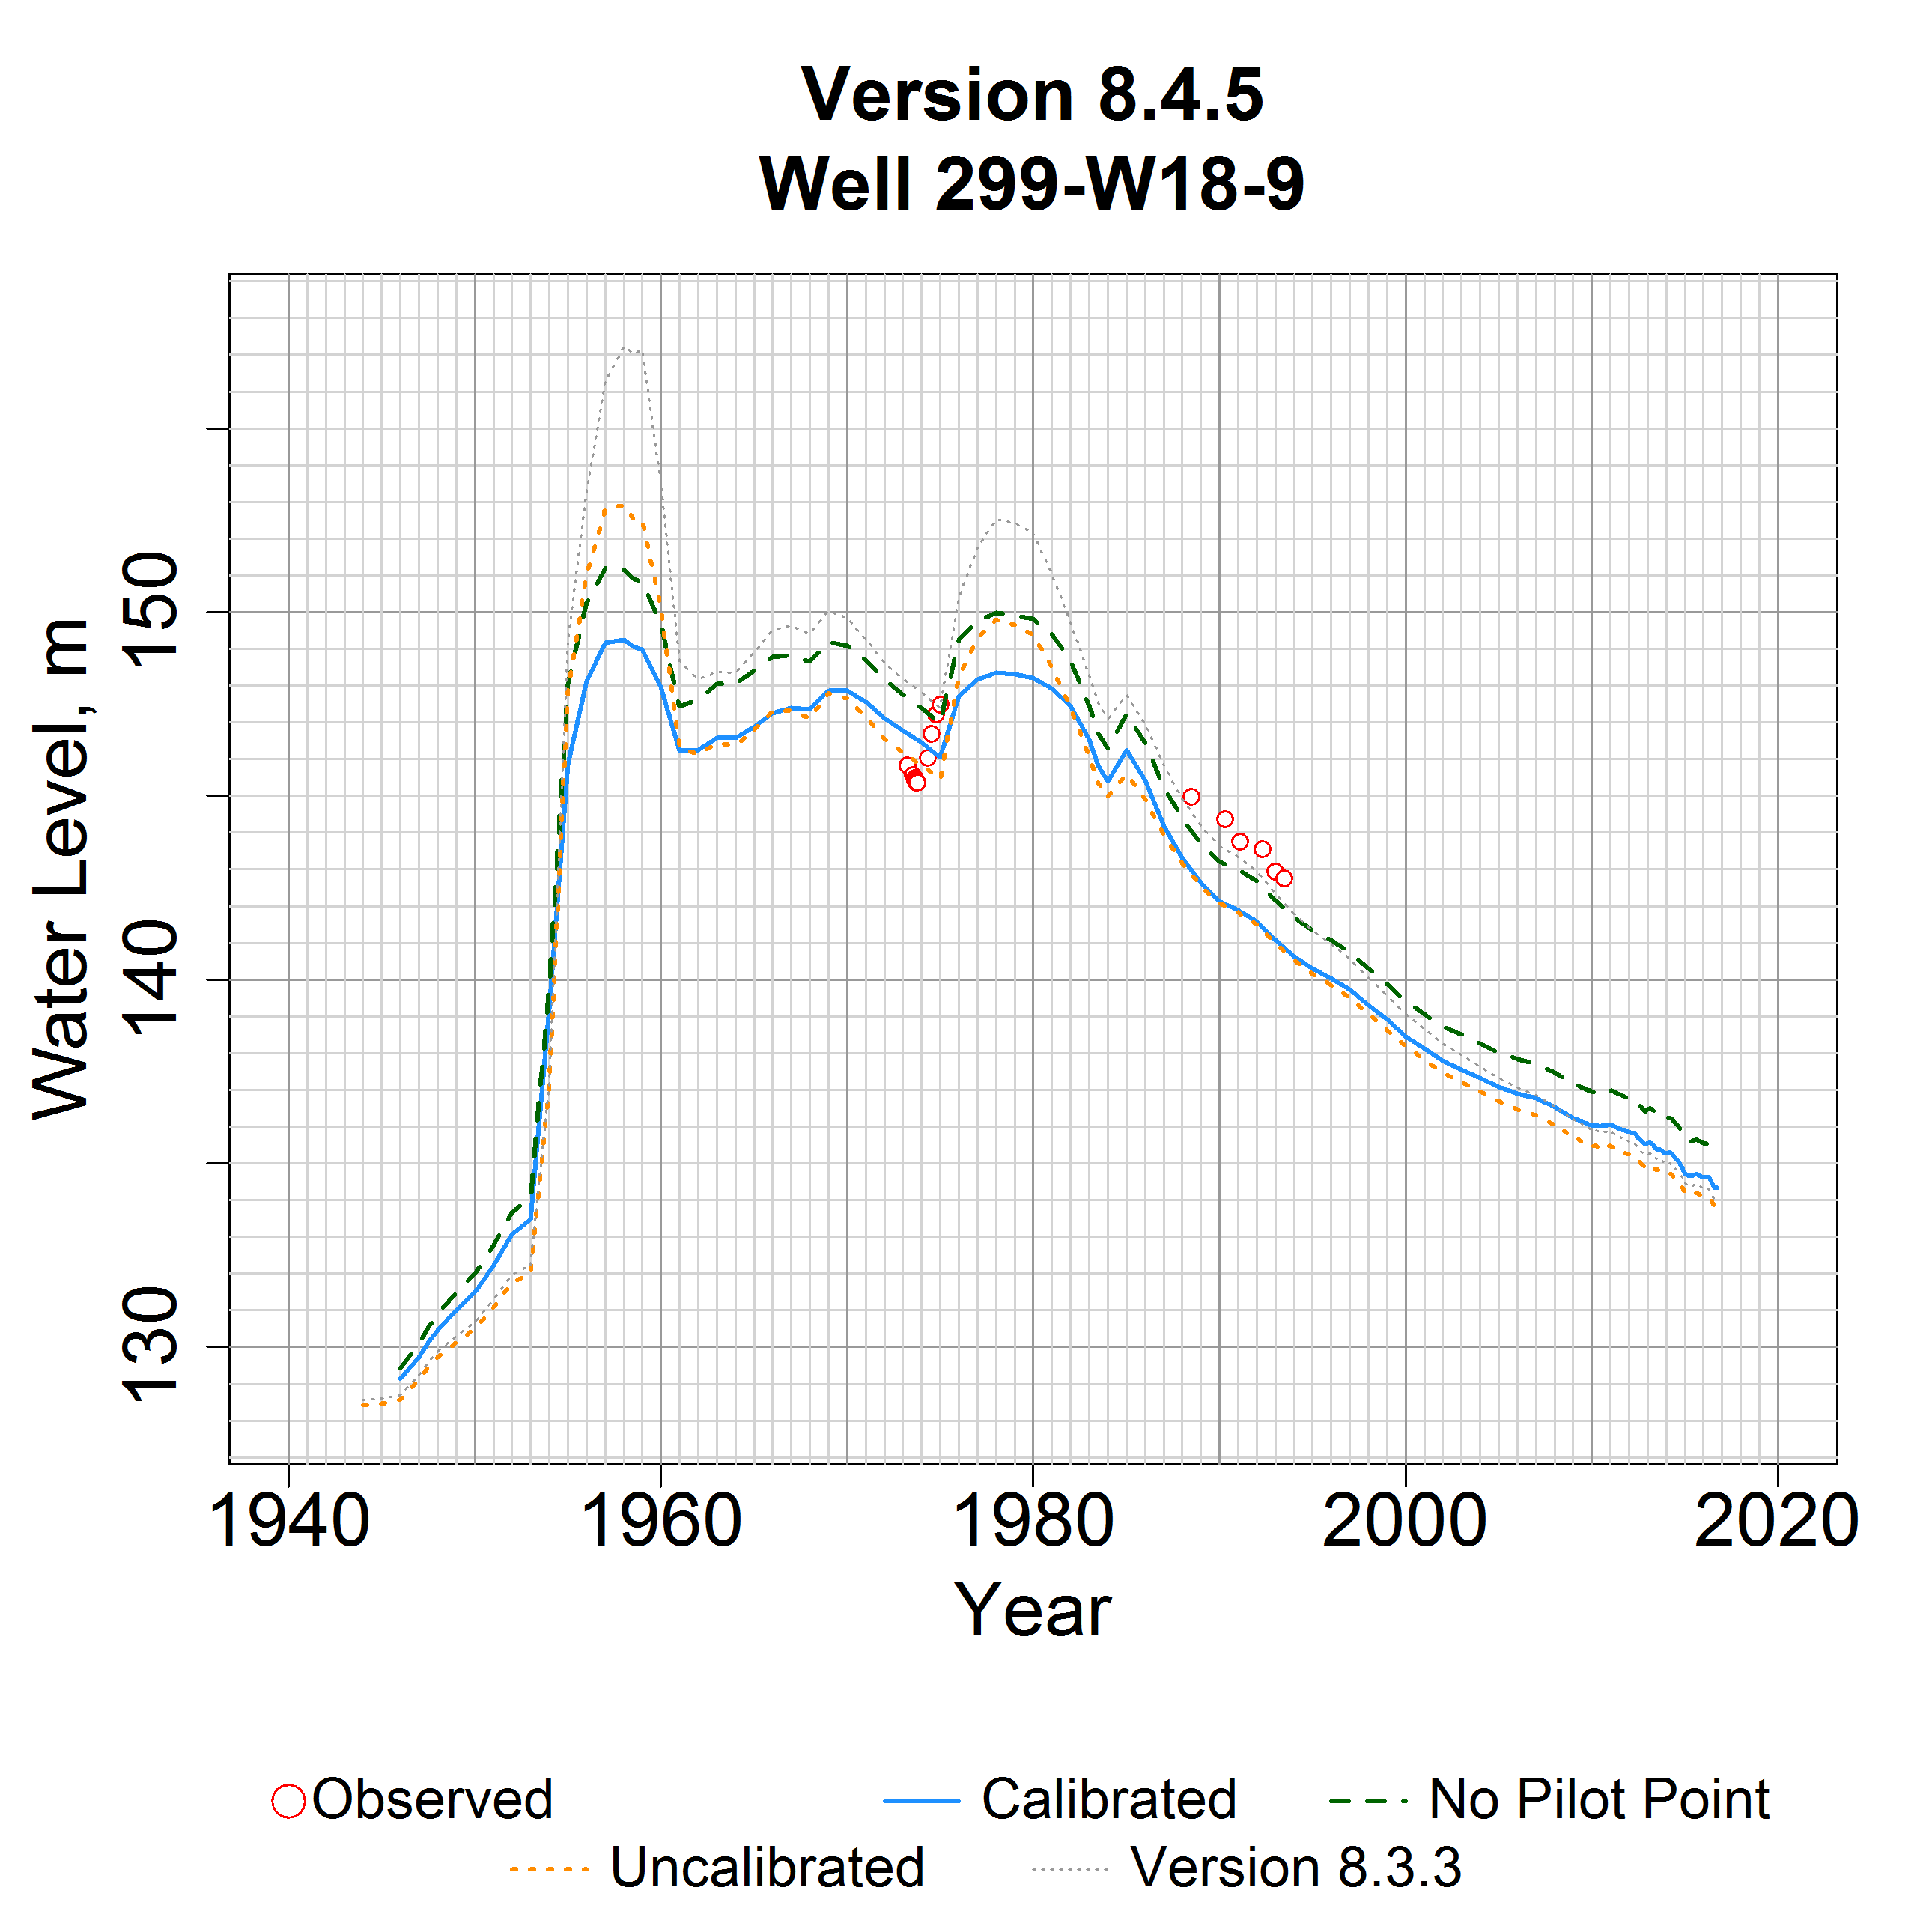 Version 8.4.5
Well 299-W18-9
Water Level, m
150
140
130
1940 1960 1980 2000 2020
Year
Observed Calibrated No Pilot Point
Uncalibrated Version 8.3.3